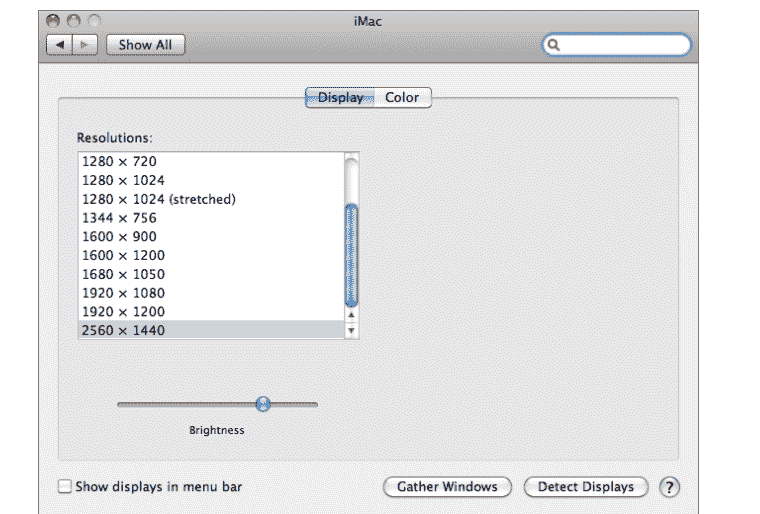 iMac
Show All
Display Color
Resolutions:
1280 × 720
1280 × 1024
1280 × 1024 (stretched)
1344 × 756
1600 × 900
1600 × 1200
1680 × 1050
1920 × 1080
1920 × 1200
2560 × 1440
Brightness
Show displays in menu bar
Gather Windows Detect Displays ?